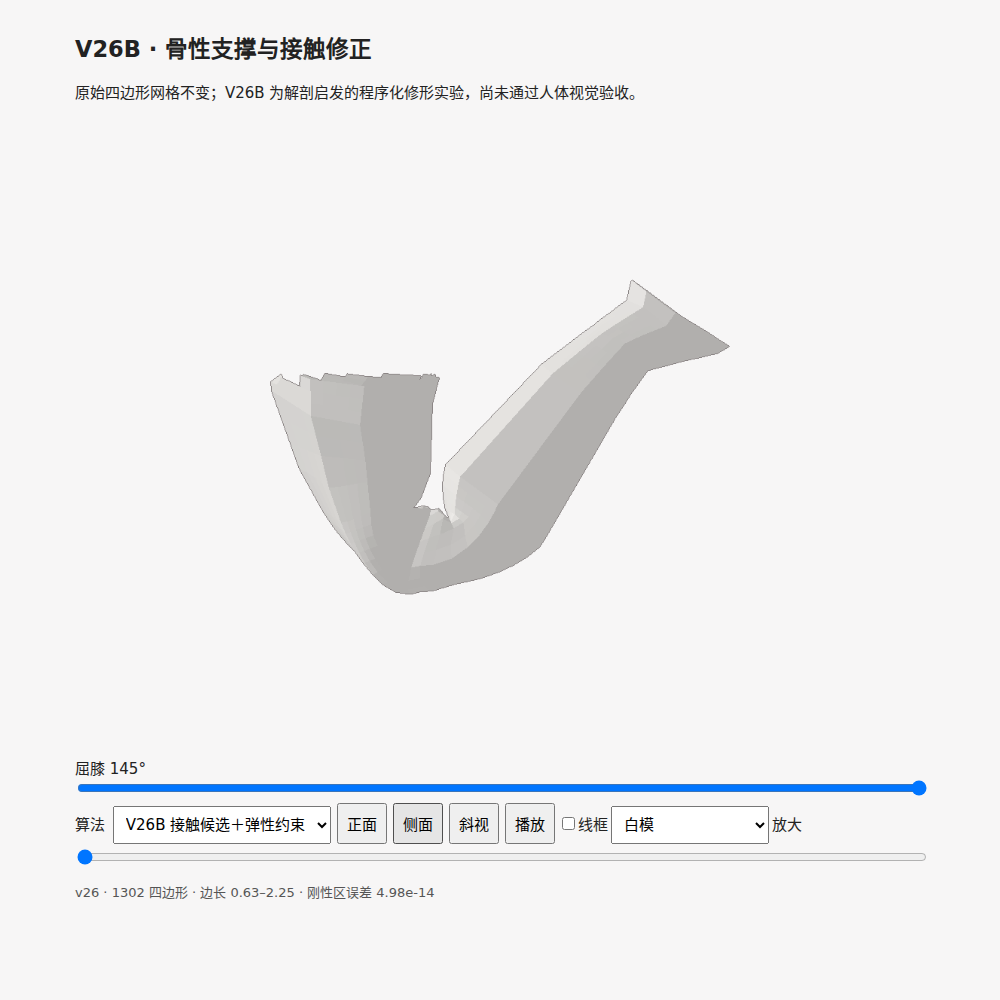 V26B · 骨性支撑与接触修正
原始四边形网格不变；V26B 为解剖启发的程序化修形实验，尚未通过人体视觉验收。
屈膝 145°
算法 V26B 接触候选＋弹性约束 正面 侧面 斜视 播放 线框 白模 放大
v26 · 1302 四边形 · 边长 0.63–2.25 · 刚性区误差 4.98e-14